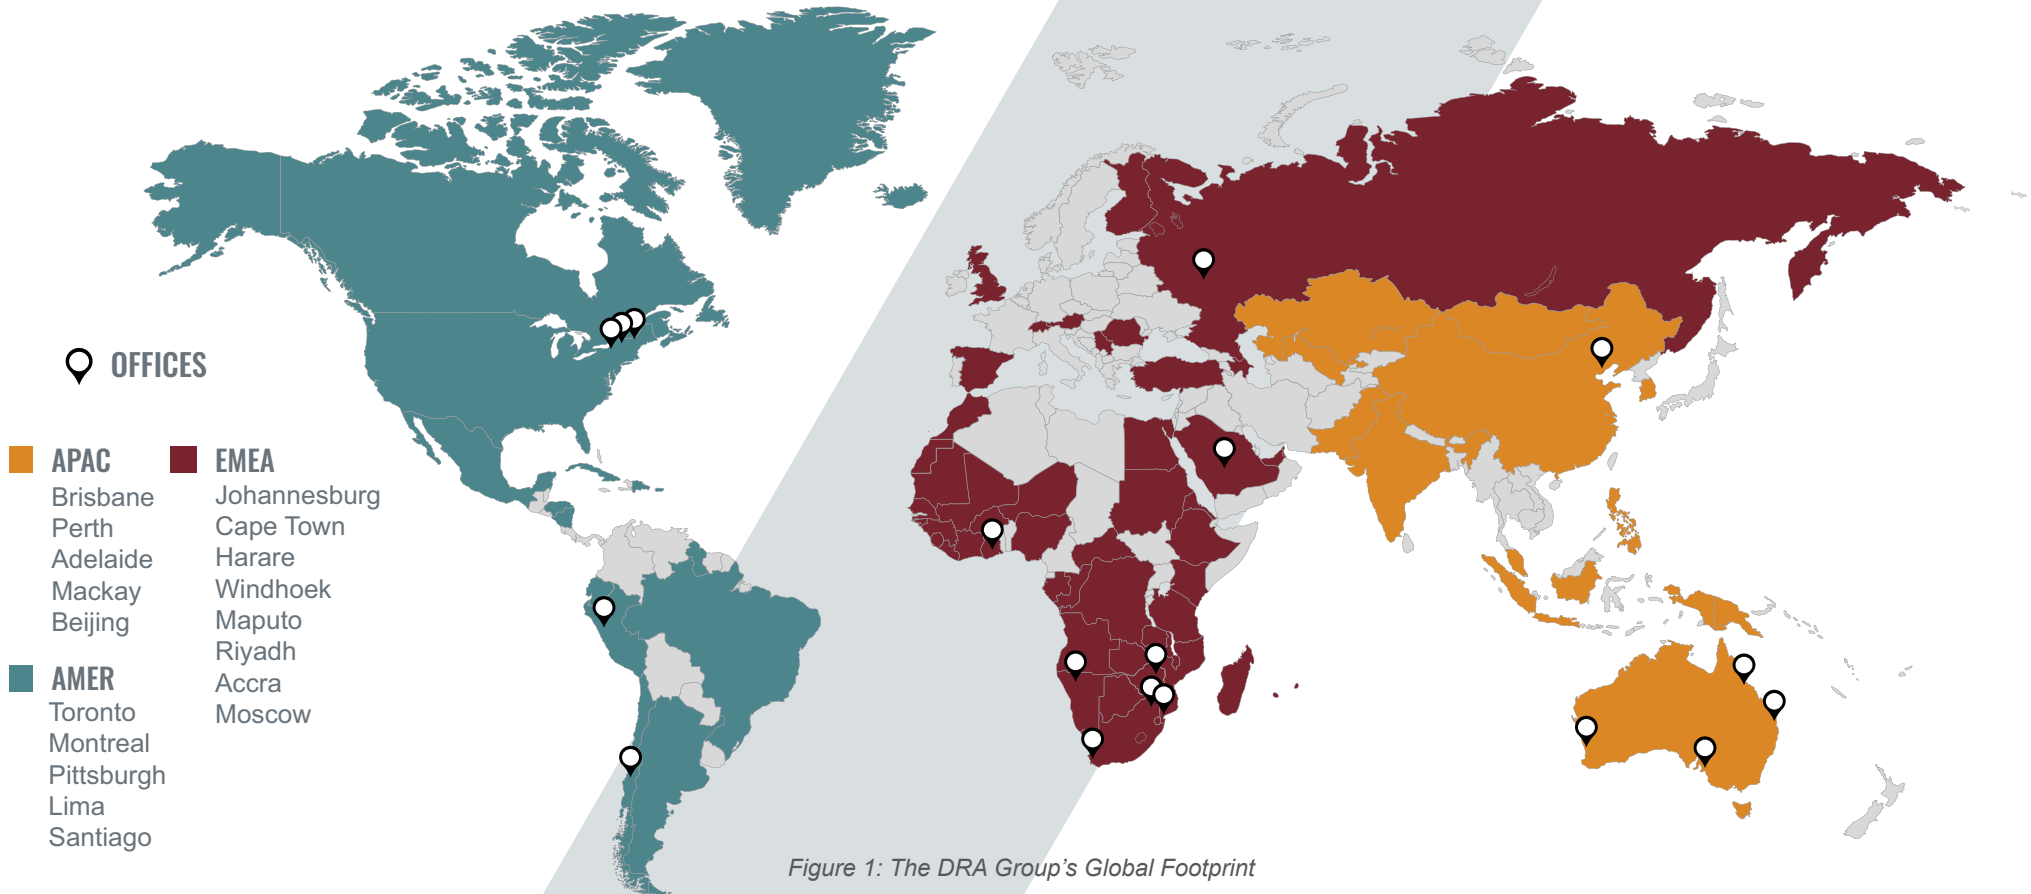 OFFICES
APAC
Brisbane
Perth
Adelaide
Mackay
Beijing
AMER
Toronto
Montreal
Pittsburgh
Lima
Santiago
EMEA
Johannesburg
Cape Town
Harare
Windhoek
Maputo
Riyadh
Accra
Moscow
Figure 1: The DRA Group’s Global Footprint